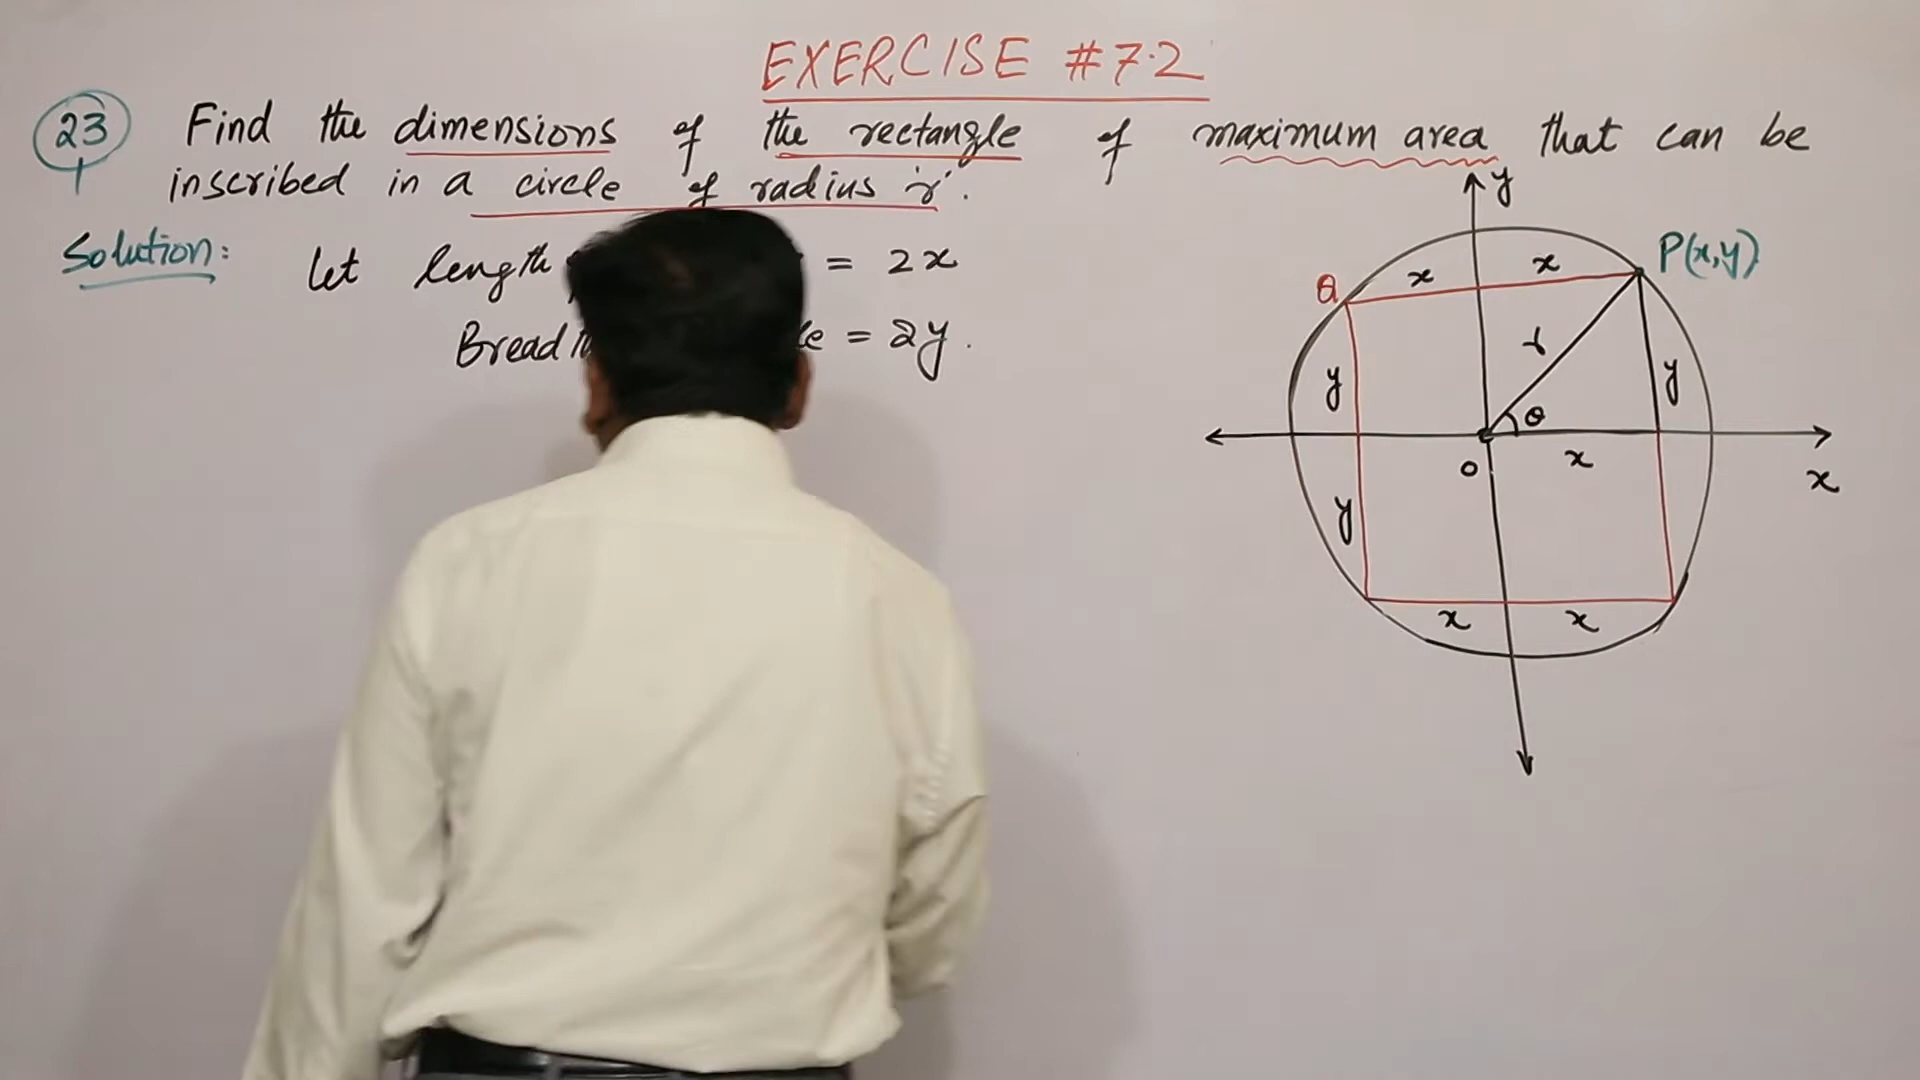 EXERCISE #7.2
23 Find the dimensions of the rectangle of maximum area that can be
inscribed in a circle of radius 'r'.
Solution: Let length = 2x
Bread = 2y.
y
P(x,y)
Q
x x
r
y y
θ
O
x
x
y
x x